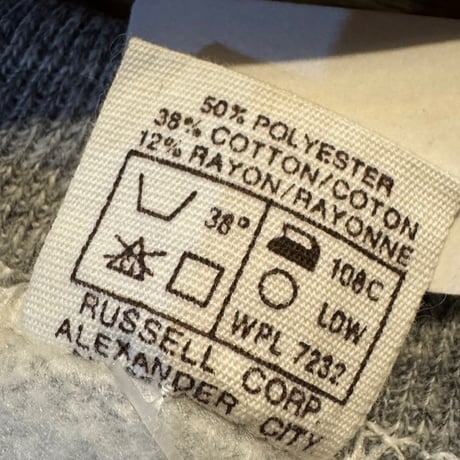 50% POLYESTER
38% COTTON/COTON
12% RAYON/RAYONNE
38°
108C
LOW
WPL 7232
RUSSELL CORP
ALEXANDER CITY